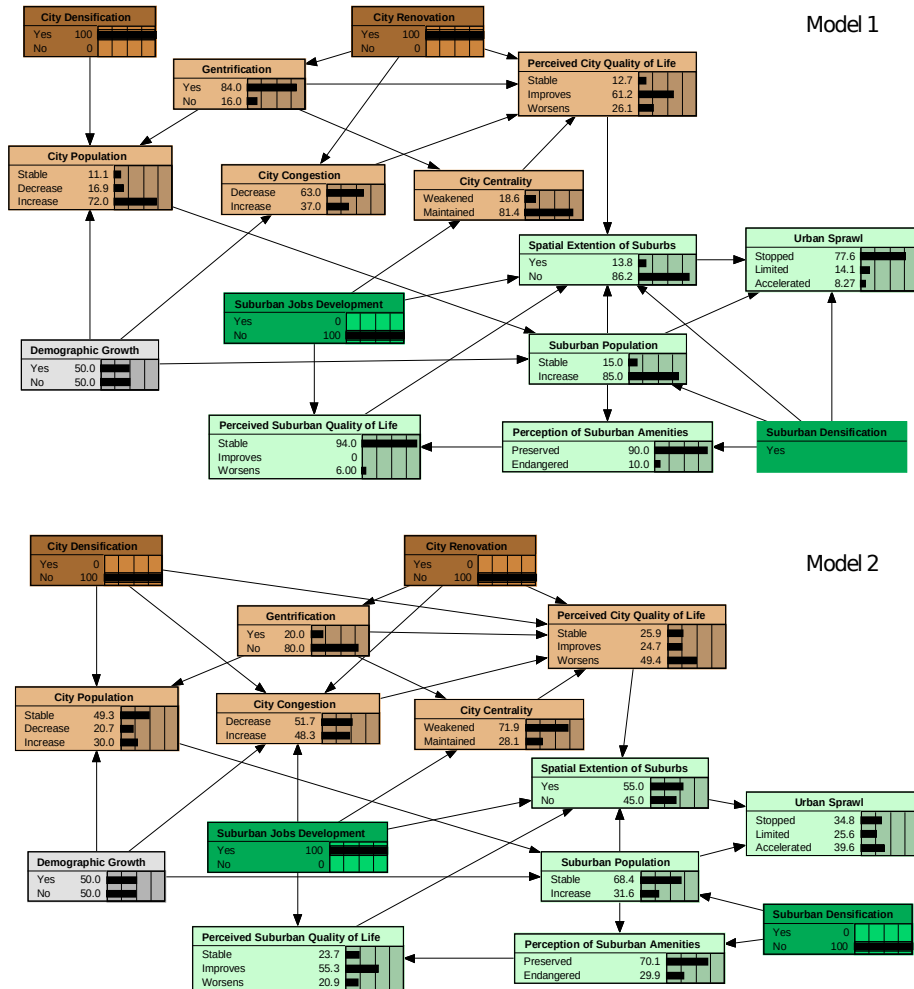 Model 1
City Densification
Yes 100
No 0
City Renovation
Yes 100
No 0
Gentrification
Yes 84.0
No 16.0
Perceived City Quality of Life
Stable 12.7
Improves 61.2
Worsens 26.1
City Population
Stable 11.1
Decrease 16.9
Increase 72.0
City Congestion
Decrease 63.0
Increase 37.0
City Centrality
Weakened 18.6
Maintained 81.4
Spatial Extention of Suburbs
Yes 13.8
No 86.2
Urban Sprawl
Stopped 77.6
Limited 14.1
Accelerated 8.27
Suburban Jobs Development
Yes 0
No 100
Demographic Growth
Yes 50.0
No 50.0
Suburban Population
Stable 15.0
Increase 85.0
Perceived Suburban Quality of Life
Stable 94.0
Improves 0
Worsens 6.00
Perception of Suburban Amenities
Preserved 90.0
Endangered 10.0
Suburban Densification
Yes
Model 2
City Densification
Yes 0
No 100
City Renovation
Yes 0
No 100
Gentrification
Yes 20.0
No 80.0
Perceived City Quality of Life
Stable 25.9
Improves 24.7
Worsens 49.4
City Population
Stable 49.3
Decrease 20.7
Increase 30.0
City Congestion
Decrease 51.7
Increase 48.3
City Centrality
Weakened 71.9
Maintained 28.1
Spatial Extention of Suburbs
Yes 55.0
No 45.0
Urban Sprawl
Stopped 34.8
Limited 25.6
Accelerated 39.6
Suburban Jobs Development
Yes 100
No 0
Demographic Growth
Yes 50.0
No 50.0
Suburban Population
Stable 68.4
Increase 31.6
Suburban Densification
Yes 0
No 100
Perceived Suburban Quality of Life
Stable 23.7
Improves 55.3
Worsens 20.9
Perception of Suburban Amenities
Preserved 70.1
Endangered 29.9